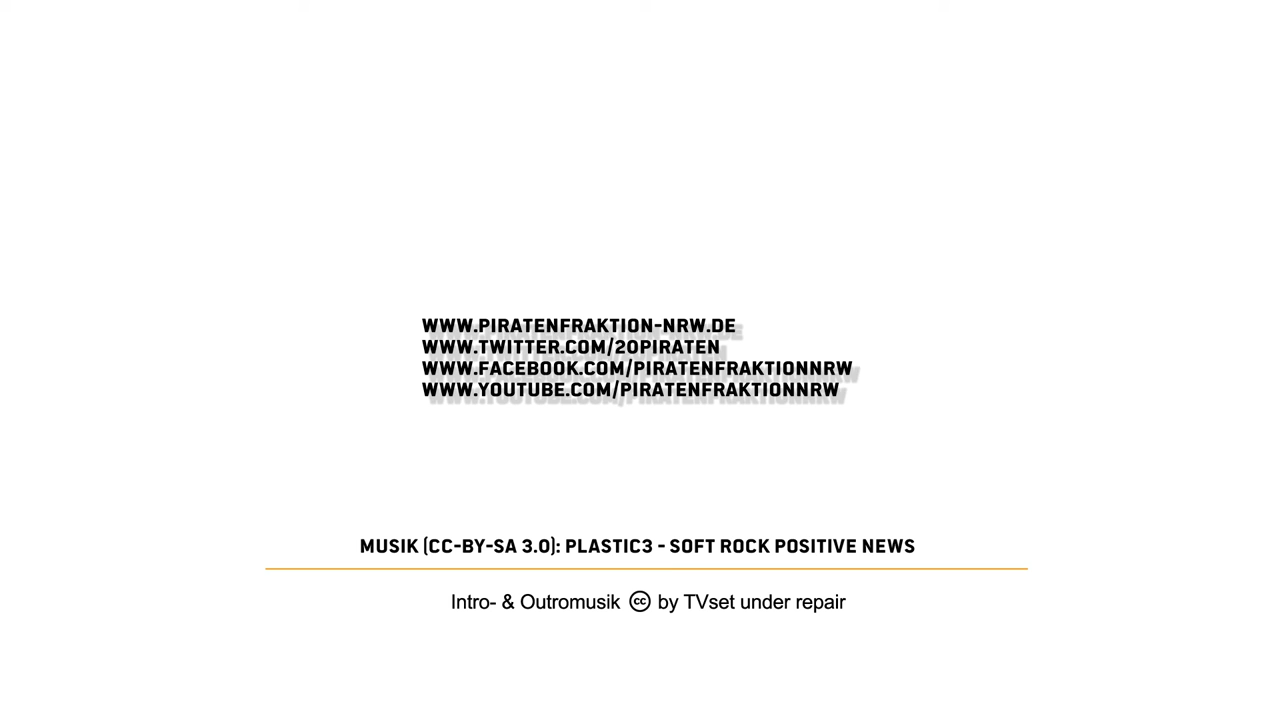 WWW.PIRATENFRAKTION-NRW.DE
WWW.TWITTER.COM/20PIRATEN
WWW.FACEBOOK.COM/PIRATENFRAKTIONNRW
WWW.YOUTUBE.COM/PIRATENFRAKTIONNRW
MUSIK (CC-BY-SA 3.0): PLASTIC3 - SOFT ROCK POSITIVE NEWS
Intro- & Outromusik cc by TVset under repair